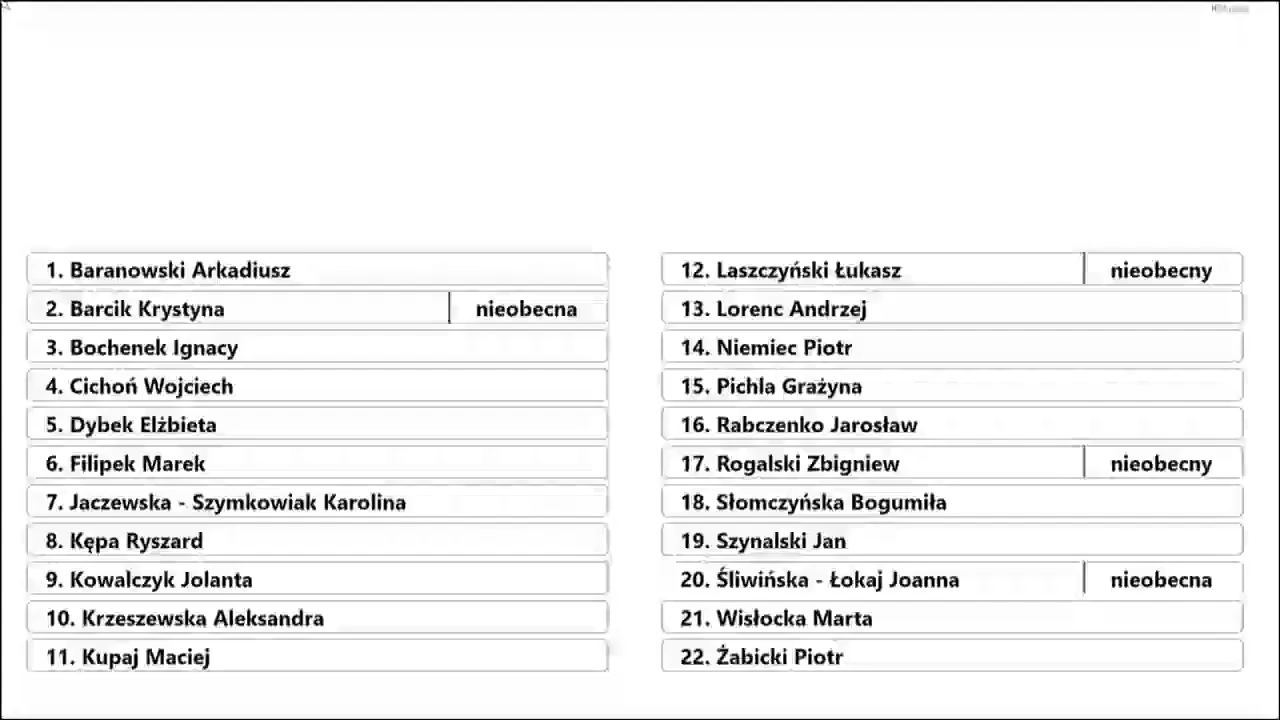 1. Baranowski Arkadiusz
2. Barcik Krystyna nieobecna
3. Bochenek Ignacy
4. Cichoń Wojciech
5. Dybek Elżbieta
6. Filipek Marek
7. Jaczewska - Szymkowiak Karolina
8. Kępa Ryszard
9. Kowalczyk Jolanta
10. Krzeszewska Aleksandra
11. Kupaj Maciej
12. Laszczyński Łukasz nieobecny
13. Lorenc Andrzej
14. Niemiec Piotr
15. Pichla Grażyna
16. Rabczenko Jarosław
17. Rogalski Zbigniew nieobecny
18. Słomczyńska Bogumiła
19. Szynalski Jan
20. Śliwińska - Łokaj Joanna nieobecna
21. Wisłocka Marta
22. Żabicki Piotr